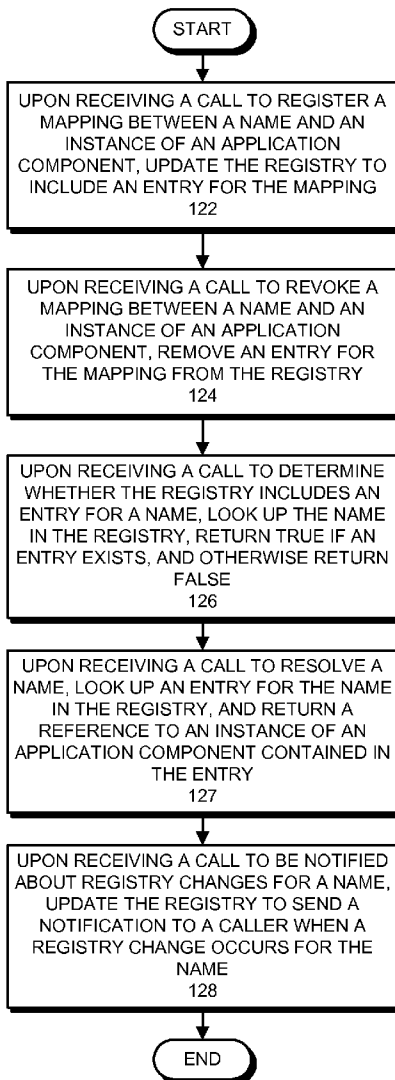 START
UPON RECEIVING A CALL TO REGISTER A
MAPPING BETWEEN A NAME AND AN
INSTANCE OF AN APPLICATION
COMPONENT, UPDATE THE REGISTRY TO
INCLUDE AN ENTRY FOR THE MAPPING
122
UPON RECEIVING A CALL TO REVOKE A
MAPPING BETWEEN A NAME AND AN
INSTANCE OF AN APPLICATION
COMPONENT, REMOVE AN ENTRY FOR
THE MAPPING FROM THE REGISTRY
124
UPON RECEIVING A CALL TO DETERMINE
WHETHER THE REGISTRY INCLUDES AN
ENTRY FOR A NAME, LOOK UP THE NAME
IN THE REGISTRY, RETURN TRUE IF AN
ENTRY EXISTS, AND OTHERWISE RETURN
FALSE
126
UPON RECEIVING A CALL TO RESOLVE A
NAME, LOOK UP AN ENTRY FOR THE NAME
IN THE REGISTRY, AND RETURN A
REFERENCE TO AN INSTANCE OF AN
APPLICATION COMPONENT CONTAINED IN
THE ENTRY
127
UPON RECEIVING A CALL TO BE NOTIFIED
ABOUT REGISTRY CHANGES FOR A NAME,
UPDATE THE REGISTRY TO SEND A
NOTIFICATION TO A CALLER WHEN A
REGISTRY CHANGE OCCURS FOR THE
NAME
128
END